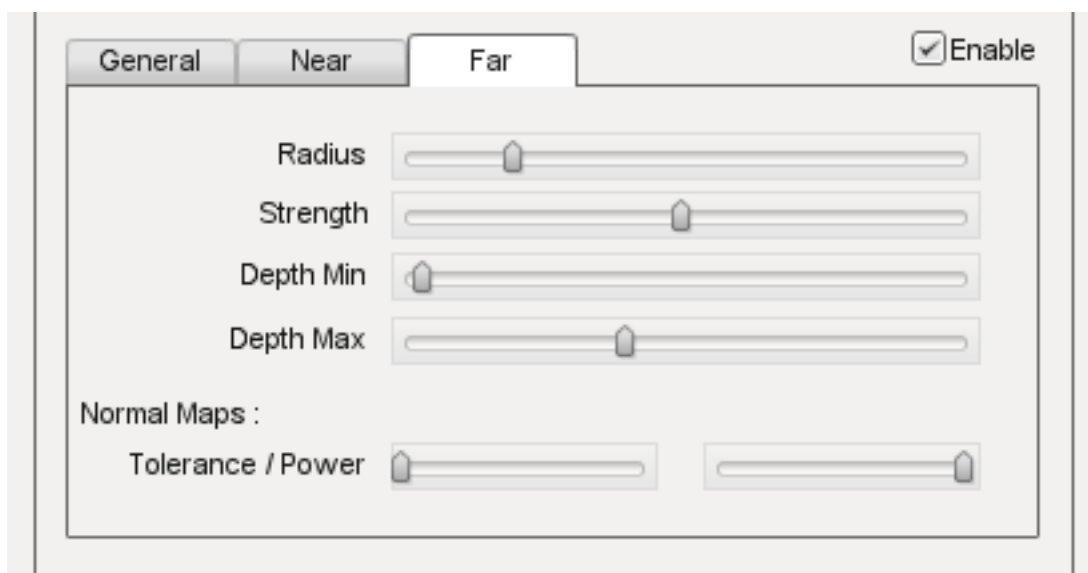 General Near Far Enable
Radius
Strength
Depth Min
Depth Max
Normal Maps :
Tolerance / Power